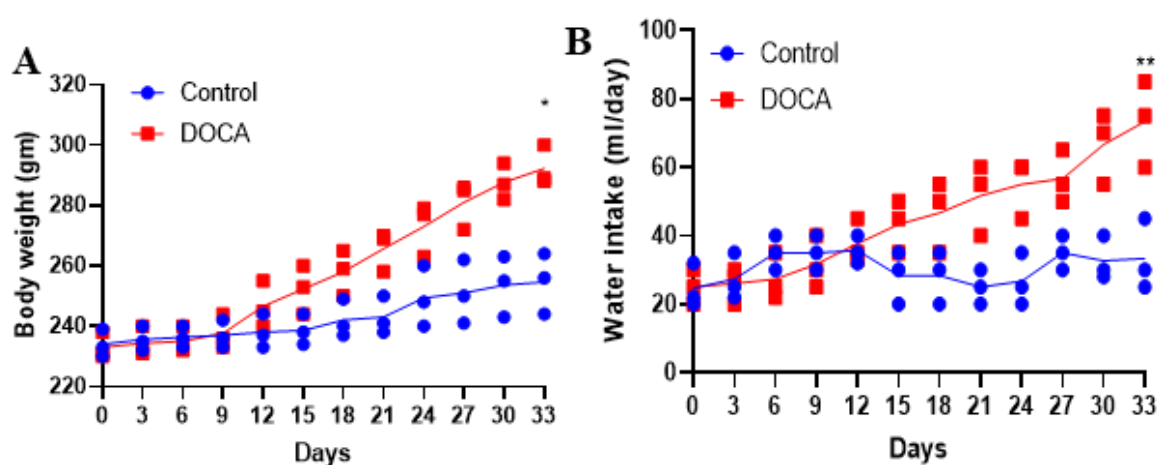 A
Control
DOCA
Body weight (gm)
320
300
280
260
240
220
*
0 3 6 9 12 15 18 21 24 27 30 33
Days
B
Control
DOCA
Water intake (ml/day)
100
80
60
40
20
0
**
0 3 6 9 12 15 18 21 24 27 30 33
Days